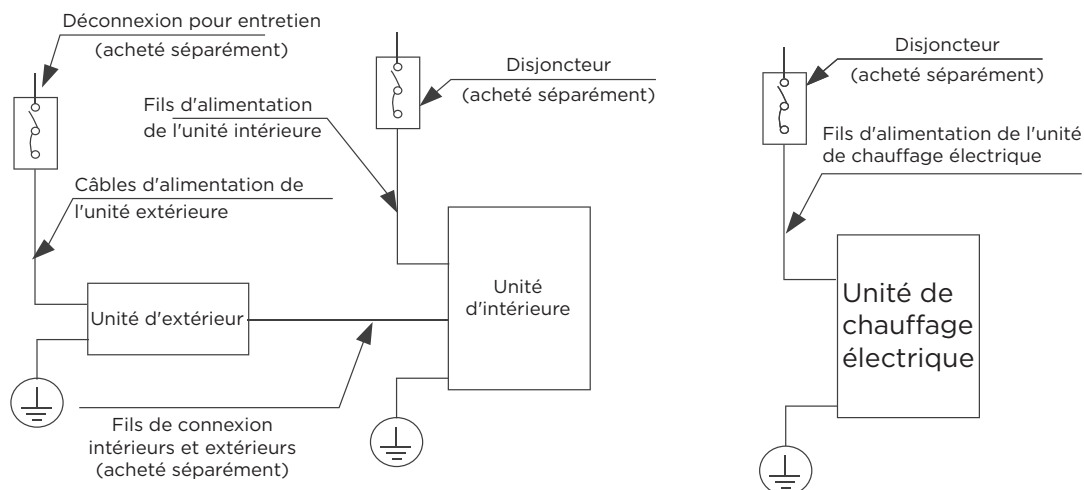 Déconnexion pour entretien
(acheté séparément)
Disjoncteur
(acheté séparément)
Fils d'alimentation
de l'unité intérieure
Câbles d'alimentation de
l'unité extérieure
Unité d'extérieur
Unité
d'intérieure
Fils de connexion
intérieurs et extérieurs
(acheté séparément)
Disjoncteur
(acheté séparément)
Fils d'alimentation de l'unité
de chauffage électrique
Unité de
chauffage
électrique